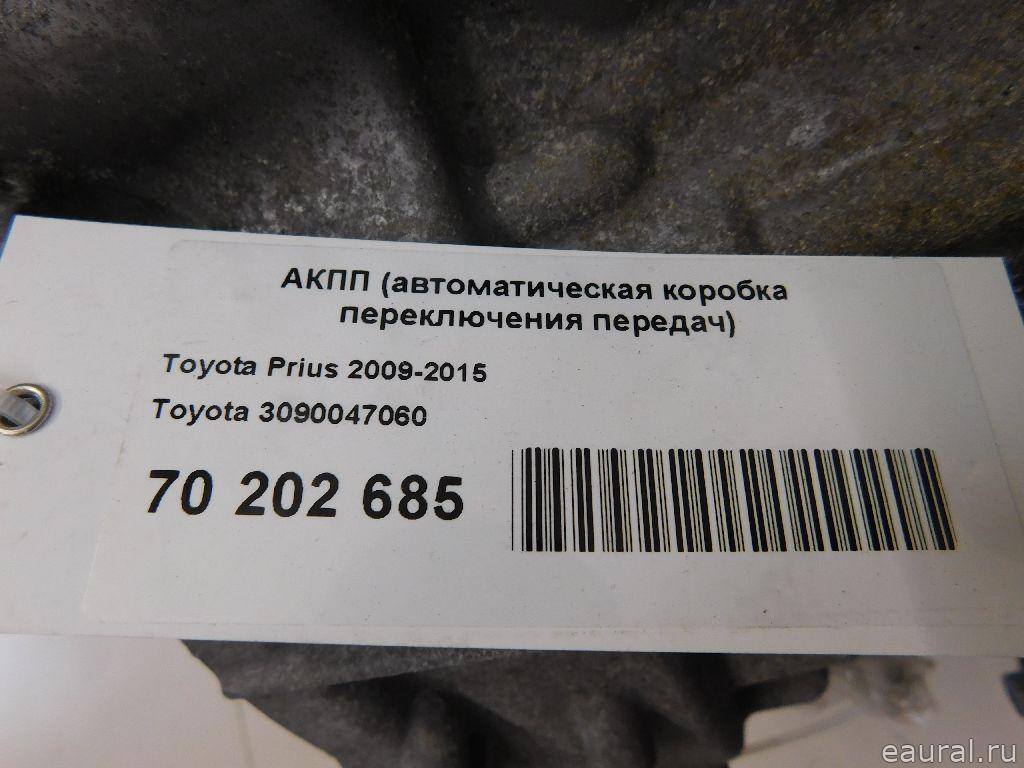 АКПП (автоматическая коробка
переключения передач)
Toyota Prius 2009-2015
Toyota 3090047060
70 202 685
eaural.ru